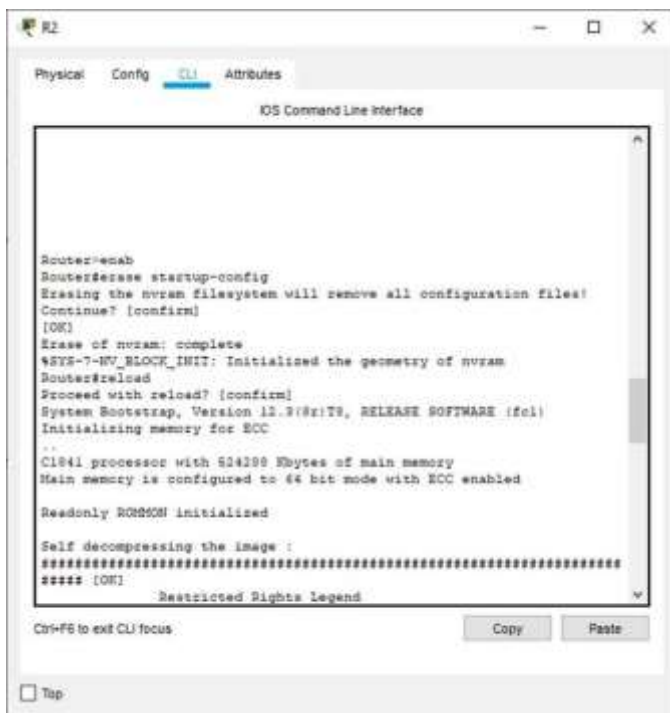 R2
Physical Config CLI Attributes
IOS Command Line Interface
Router>enab
Router#erase startup-config
Erasing the nvram filesystem will remove all configuration files!
Continue? [confirm]
[OK]
Erase of nvram: complete
%SYS-7-NV_BLOCK_INIT: Initialized the geometry of nvram
Router#reload
Proceed with reload? [confirm]
System Bootstrap, Version 12.3(8r)T8, RELEASE SOFTWARE (fc1)
Initializing memory for ECC
..
C1841 processor with 524288 Kbytes of main memory
Main memory is configured to 64 bit mode with ECC enabled
Readonly ROMMON initialized
Self decompressing the image :
##########################################################################
##### [OK]
Restricted Rights Legend
Ctrl+F6 to exit CLI focus
Copy Paste
Top